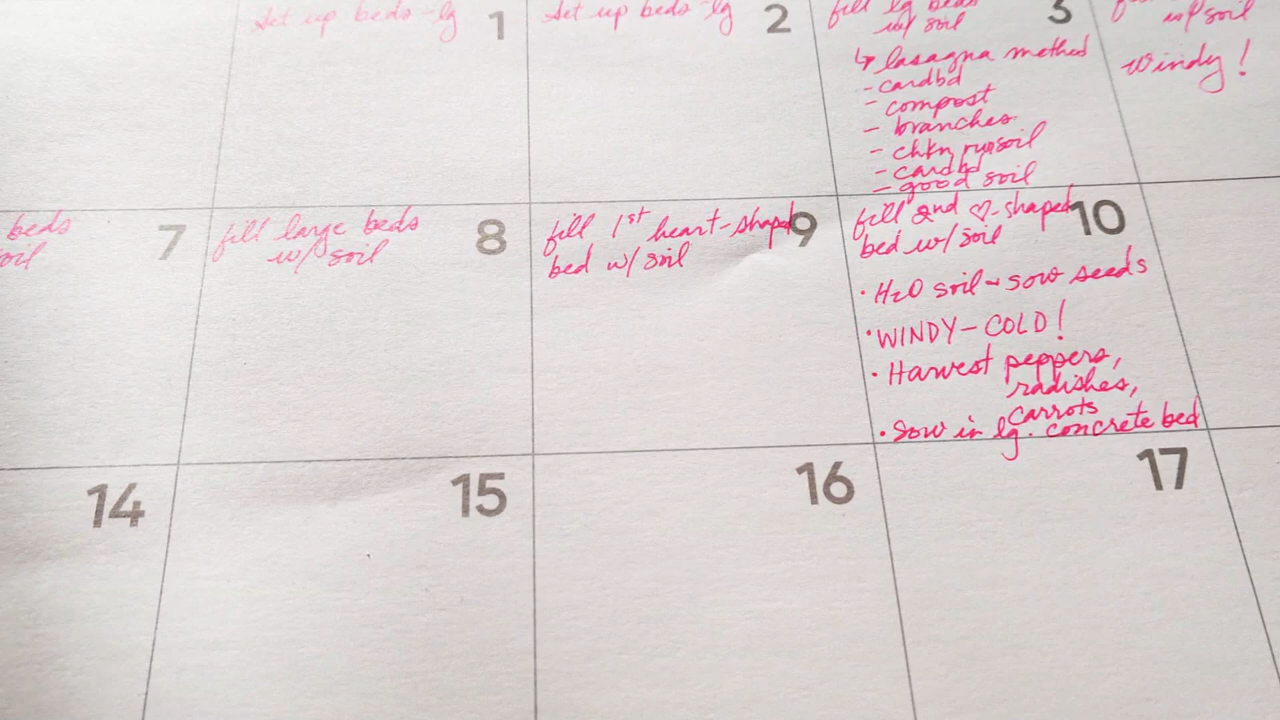 Set up beds -lg
1
Set up beds -lg
2
fill lg beds
w/ soil
3
↳ lasagna method
- cardbd
- compost
- branches
- chkn run soil
- cardbd
- good soil
w/ soil
windy!
beds
soil
7
fill large beds
w/ soil
8
fill 1st heart-shaped
bed w/ soil
9
fill 2nd ♡-shaped
bed w/ soil
10
• H2O soil → sow seeds
• WINDY-COLD!
• Harvest peppers,
radishes,
carrots
• Sow in lg. concrete bed
14
15
16
17